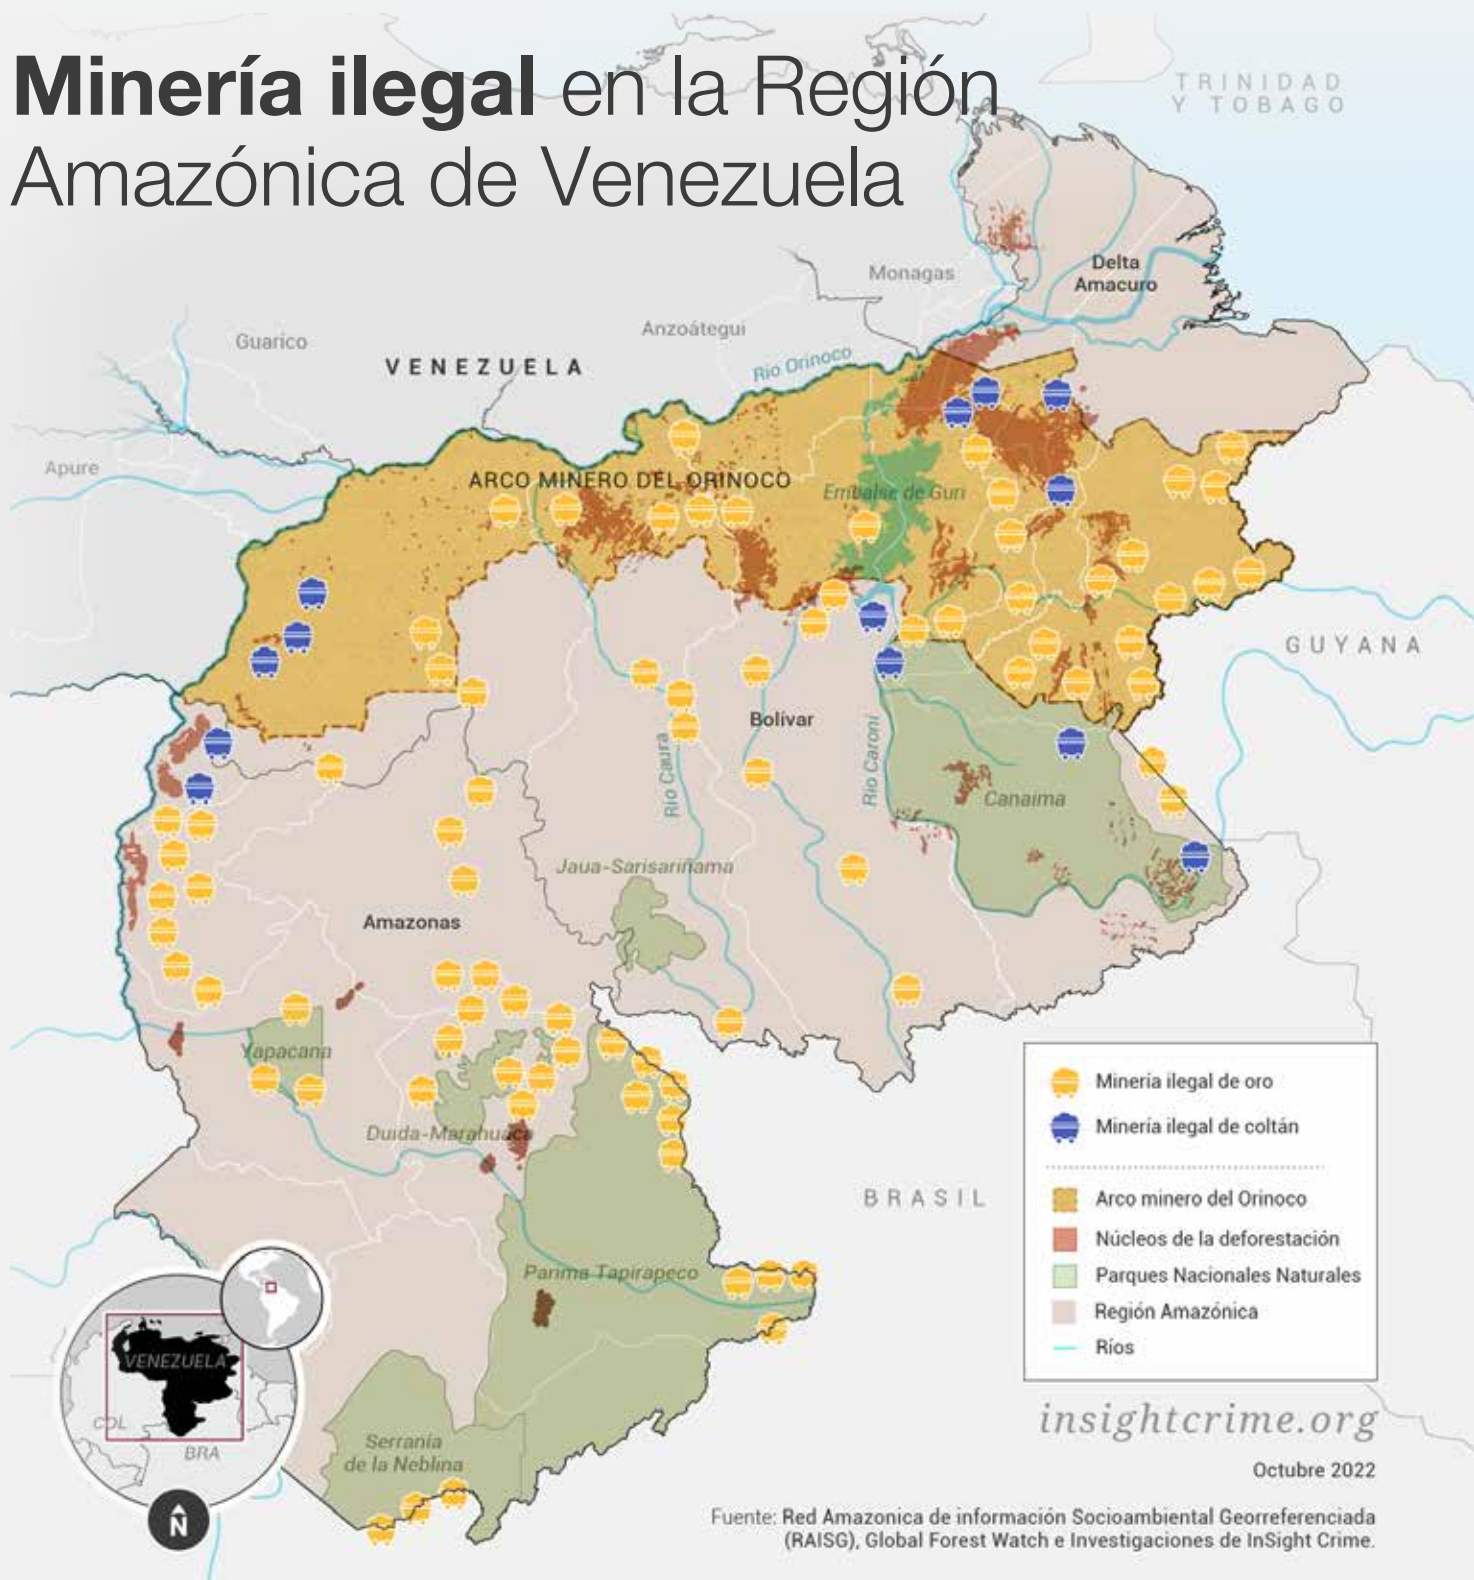 Minería ilegal en la Región
Amazónica de Venezuela
TRINIDAD
Y TOBAGO
Delta
Amacuro
Monagas
Anzoátegui
Guarico
VENEZUELA
Río Orinoco
Apure
ARCO MINERO DEL ORINOCO
Embalse de Guri
GUYANA
Bolívar
Río Caura
Río Caroní
Canaima
Jaua-Sarisariñama
Amazonas
Yapacana
Duida-Marahuaca
BRASIL
Parima Tapirapeco
Serranía
de la Neblina
VENEZUELA
COL
BRA
N
Minería ilegal de oro
Minería ilegal de coltán
Arco minero del Orinoco
Núcleos de la deforestación
Parques Nacionales Naturales
Región Amazónica
Ríos
insightcrime.org
Octubre 2022
Fuente: Red Amazonica de información Socioambiental Georreferenciada
(RAISG), Global Forest Watch e Investigaciones de InSight Crime.